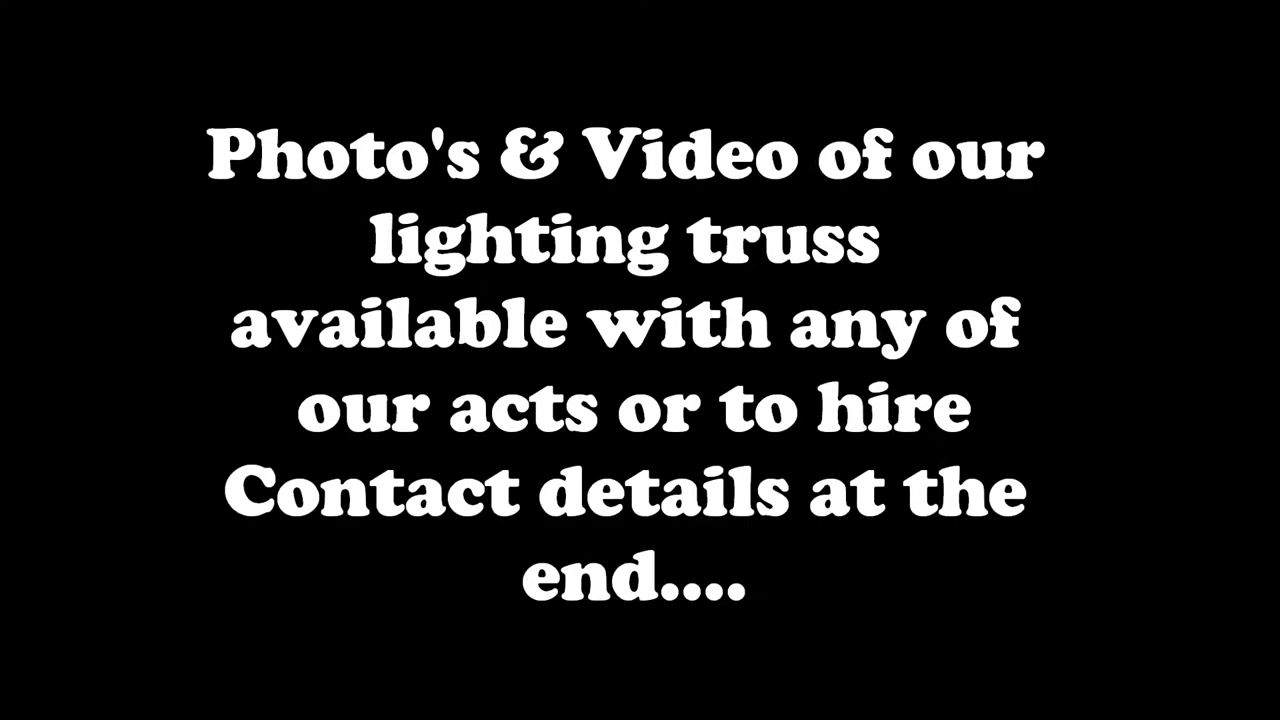 Photo's & Video of our
lighting truss
available with any of
our acts or to hire
Contact details at the
end....